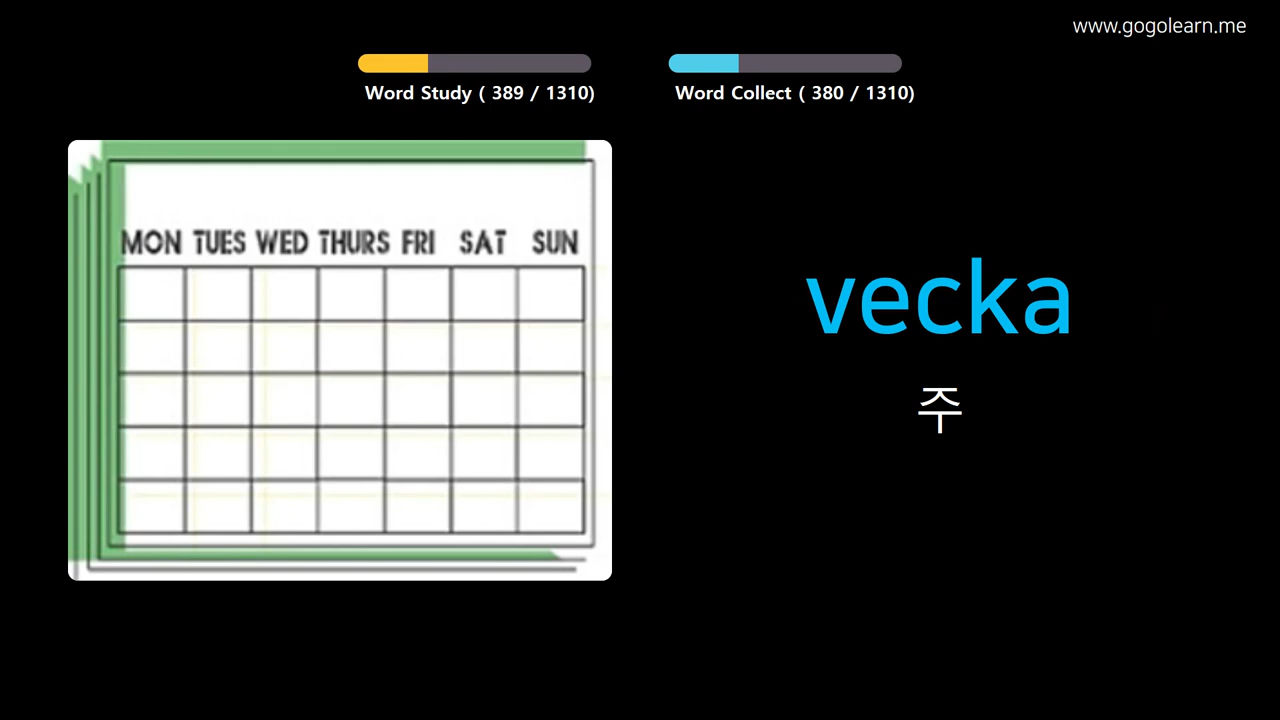 www.gogolearn.me
Word Study ( 389 / 1310)
Word Collect ( 380 / 1310)
MON TUES WED THURS FRI SAT SUN
vecka
주